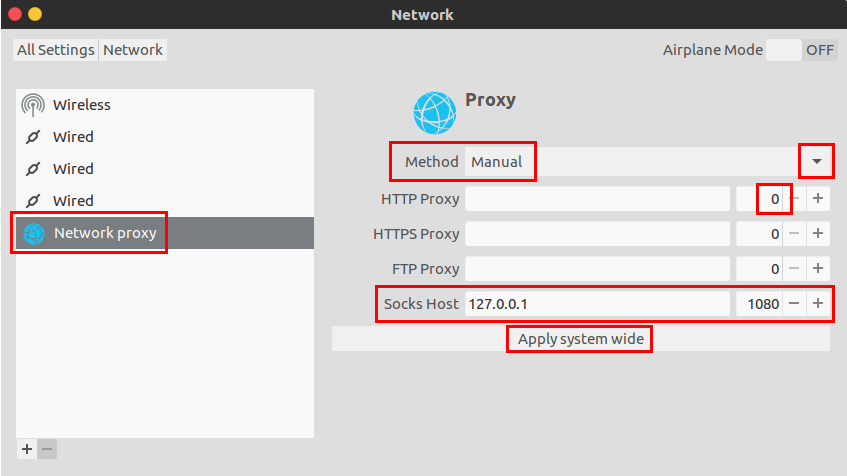 Network
All Settings Network
Airplane Mode OFF
Wireless
Wired
Wired
Wired
Network proxy
Proxy
Method Manual
HTTP Proxy 0 − +
HTTPS Proxy 0 − +
FTP Proxy 0 − +
Socks Host 127.0.0.1 1080 − +
Apply system wide
+ −